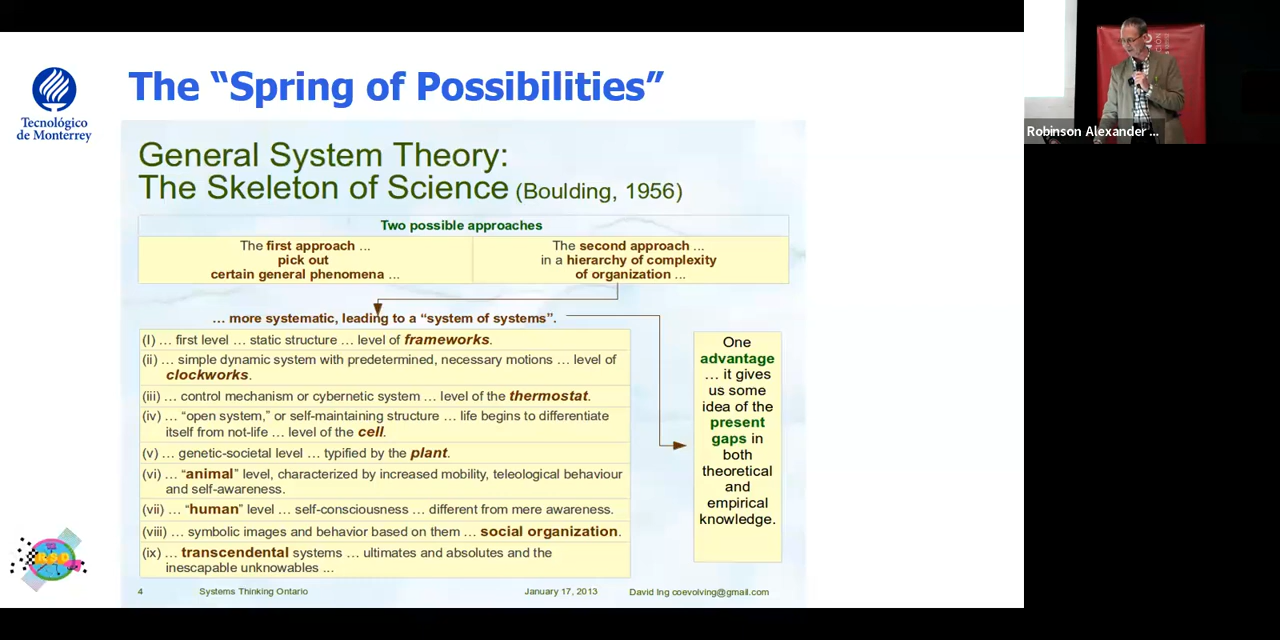 Tecnológico
de Monterrey
The “Spring of Possibilities”
General System Theory:
The Skeleton of Science (Boulding, 1956)
Two possible approaches
The first approach ...
pick out
certain general phenomena ...
The second approach ...
in a hierarchy of complexity
of organization ...
... more systematic, leading to a “system of systems”.
(I) ... first level ... static structure ... level of frameworks.
(ii) ... simple dynamic system with predetermined, necessary motions ... level of
clockworks.
(iii) ... control mechanism or cybernetic system ... level of the thermostat.
(iv) ... “open system,” or self-maintaining structure ... life begins to differentiate
itself from not-life ... level of the cell.
(v) ... genetic-societal level ... typified by the plant.
(vi) ... “animal” level, characterized by increased mobility, teleological behaviour
and self-awareness.
(vii) ... “human” level ... self-consciousness ... different from mere awareness.
(viii) ... symbolic images and behavior based on them ... social organization.
(ix) ... transcendental systems ... ultimates and absolutes and the
inescapable unknowables ...
One
advantage
... it gives
us some
idea of the
present
gaps in
both
theoretical
and
empirical
knowledge.
4
Systems Thinking Ontario
January 17, 2013
David Ing coevolving@gmail.com
Robinson Alexander ...